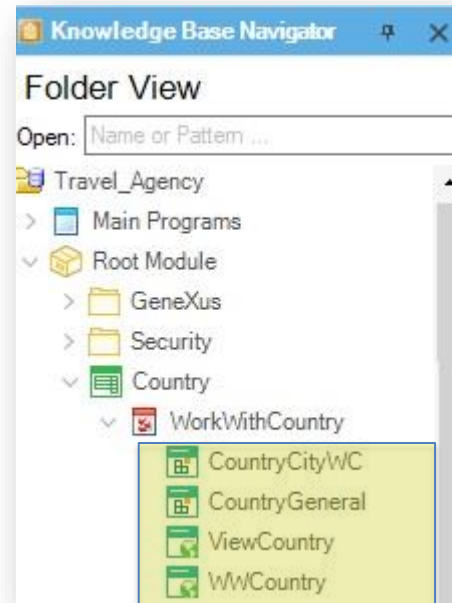 Knowledge Base Navigator
Folder View
Open: Name or Pattern ...
Travel_Agency
Main Programs
Root Module
GeneXus
Security
Country
WorkWithCountry
CountryCityWC
CountryGeneral
ViewCountry
WWCountry